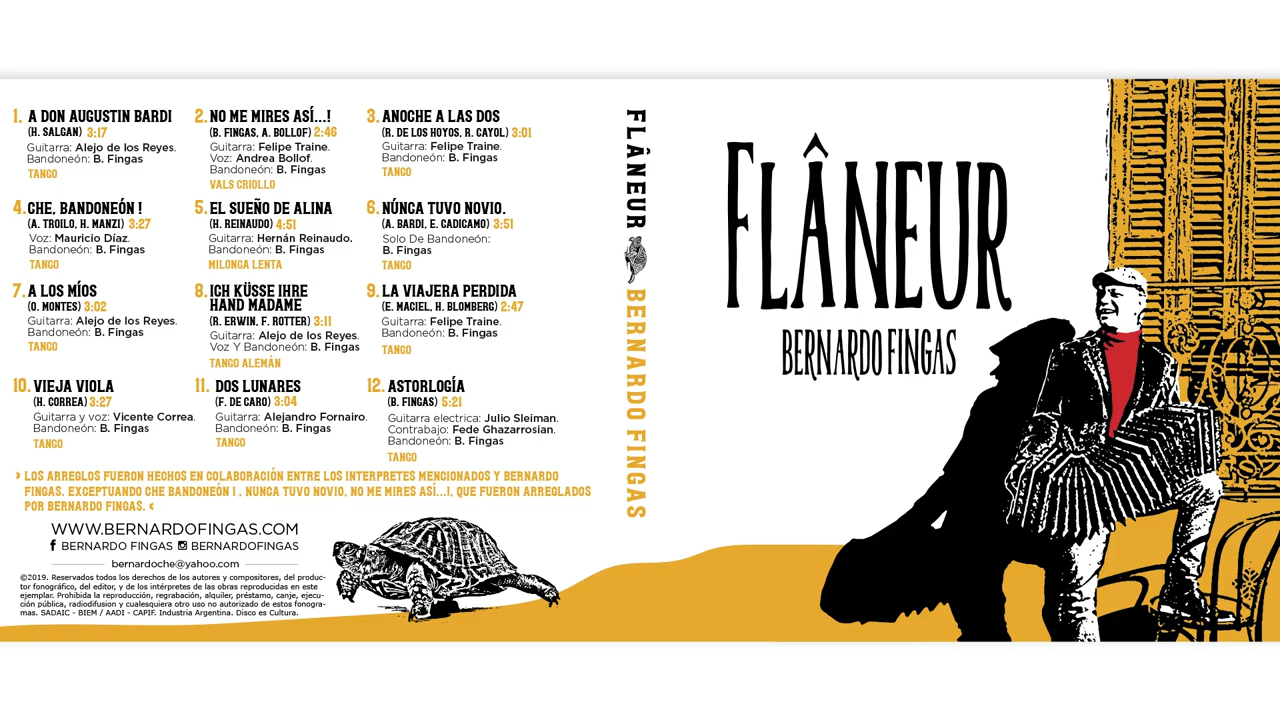 1. A DON AUGUSTIN BARDI
(H. SALGAN) 3:17
Guitarra: Alejo de los Reyes.
Bandoneón: B. Fingas
TANGO
2. NO ME MIRES ASÍ...!
(B. FINGAS, A. BOLLOF) 2:46
Guitarra: Felipe Traine.
Voz: Andrea Bollof.
Bandoneón: B. Fingas
VALS CRIOLLO
3. ANOCHE A LAS DOS
(R. DE LOS HOYOS, R. CAYOL) 3:01
Guitarra: Felipe Traine.
Bandoneón: B. Fingas
TANGO
4. CHE, BANDONEÓN !
(A. TROILO, H. MANZI) 3:27
Voz: Mauricio Díaz.
Bandoneón: B. Fingas
TANGO
5. EL SUEÑO DE ALINA
(H. REINAUDO) 4:51
Guitarra: Hernán Reinaudo.
Bandoneón: B. Fingas
MILONGA LENTA
6. NÚNCA TUVO NOVIO.
(A. BARDI, E. CADICAMO) 3:51
Solo De Bandoneón:
B. Fingas
TANGO
7. A LOS MÍOS
(O. MONTES) 3:02
Guitarra: Alejo de los Reyes.
Bandoneón: B. Fingas
TANGO
8. ICH KÜSSE IHRE
HAND MADAME
(R. ERWIN, F. ROTTER) 3:11
Guitarra: Alejo de los Reyes.
Voz Y Bandoneón: B. Fingas
TANGO ALEMÁN
9. LA VIAJERA PERDIDA
(E. MACIEL, H. BLOMBERG) 2:47
Guitarra: Felipe Traine.
Bandoneón: B. Fingas
TANGO
10. VIEJA VIOLA
(H. CORREA) 3:27
Guitarra y voz: Vicente Correa.
Bandoneón: B. Fingas
TANGO
11. DOS LUNARES
(F. DE CARO) 3:04
Guitarra: Alejandro Fornairo.
Bandoneón: B. Fingas
TANGO
12. ASTORLOGÍA
(B. FINGAS) 5:21
Guitarra electrica: Julio Sleiman.
Contrabajo: Fede Ghazarrosian.
Bandoneón: B. Fingas
TANGO
› LOS ARREGLOS FUERON HECHOS EN COLABORACIÓN ENTRE LOS INTERPRETES MENCIONADOS Y BERNARDO
FINGAS. EXCEPTUANDO CHE BANDONEÓN ! , NUNCA TUVO NOVIO, NO ME MIRES ASÍ...!, QUE FUERON ARREGLADOS
POR BERNARDO FINGAS. ‹
WWW.BERNARDOFINGAS.COM
f BERNARDO FINGAS BERNARDOFINGAS
bernardoche@yahoo.com
©2019. Reservados todos los derechos de los autores y compositores, del produc-
tor fonográfico, del editor, y de los intérpretes de las obras reproducidas en este
ejemplar. Prohibida la reproducción, regrabación, alquiler, préstamo, canje, ejecu-
ción pública, radiodifusion y cualesquiera otro uso no autorizado de estos fonogra-
mas. SADAIC - BIEM / AADI - CAPIF. Industria Argentina. Disco es Cultura.
FLÂNEUR BERNARDO FINGAS
FLÂNEUR
BERNARDO FINGAS